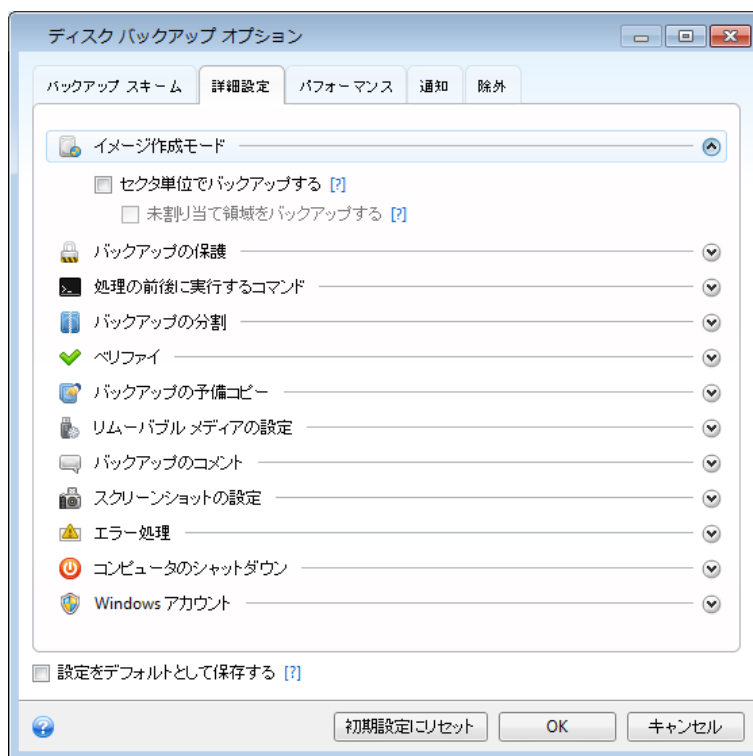 ディスク バックアップ オプション
バックアップ スキーム 詳細設定 パフォーマンス 通知 除外
イメージ作成モード
セクタ単位でバックアップする [?]
未割り当て領域をバックアップする [?]
バックアップの保護
処理の前後に実行するコマンド
バックアップの分割
ベリファイ
バックアップの予備コピー
リムーバブル メディアの設定
バックアップのコメント
スクリーンショットの設定
エラー処理
コンピュータのシャットダウン
Windows アカウント
設定をデフォルトとして保存する [?]
初期設定にリセット OK キャンセル